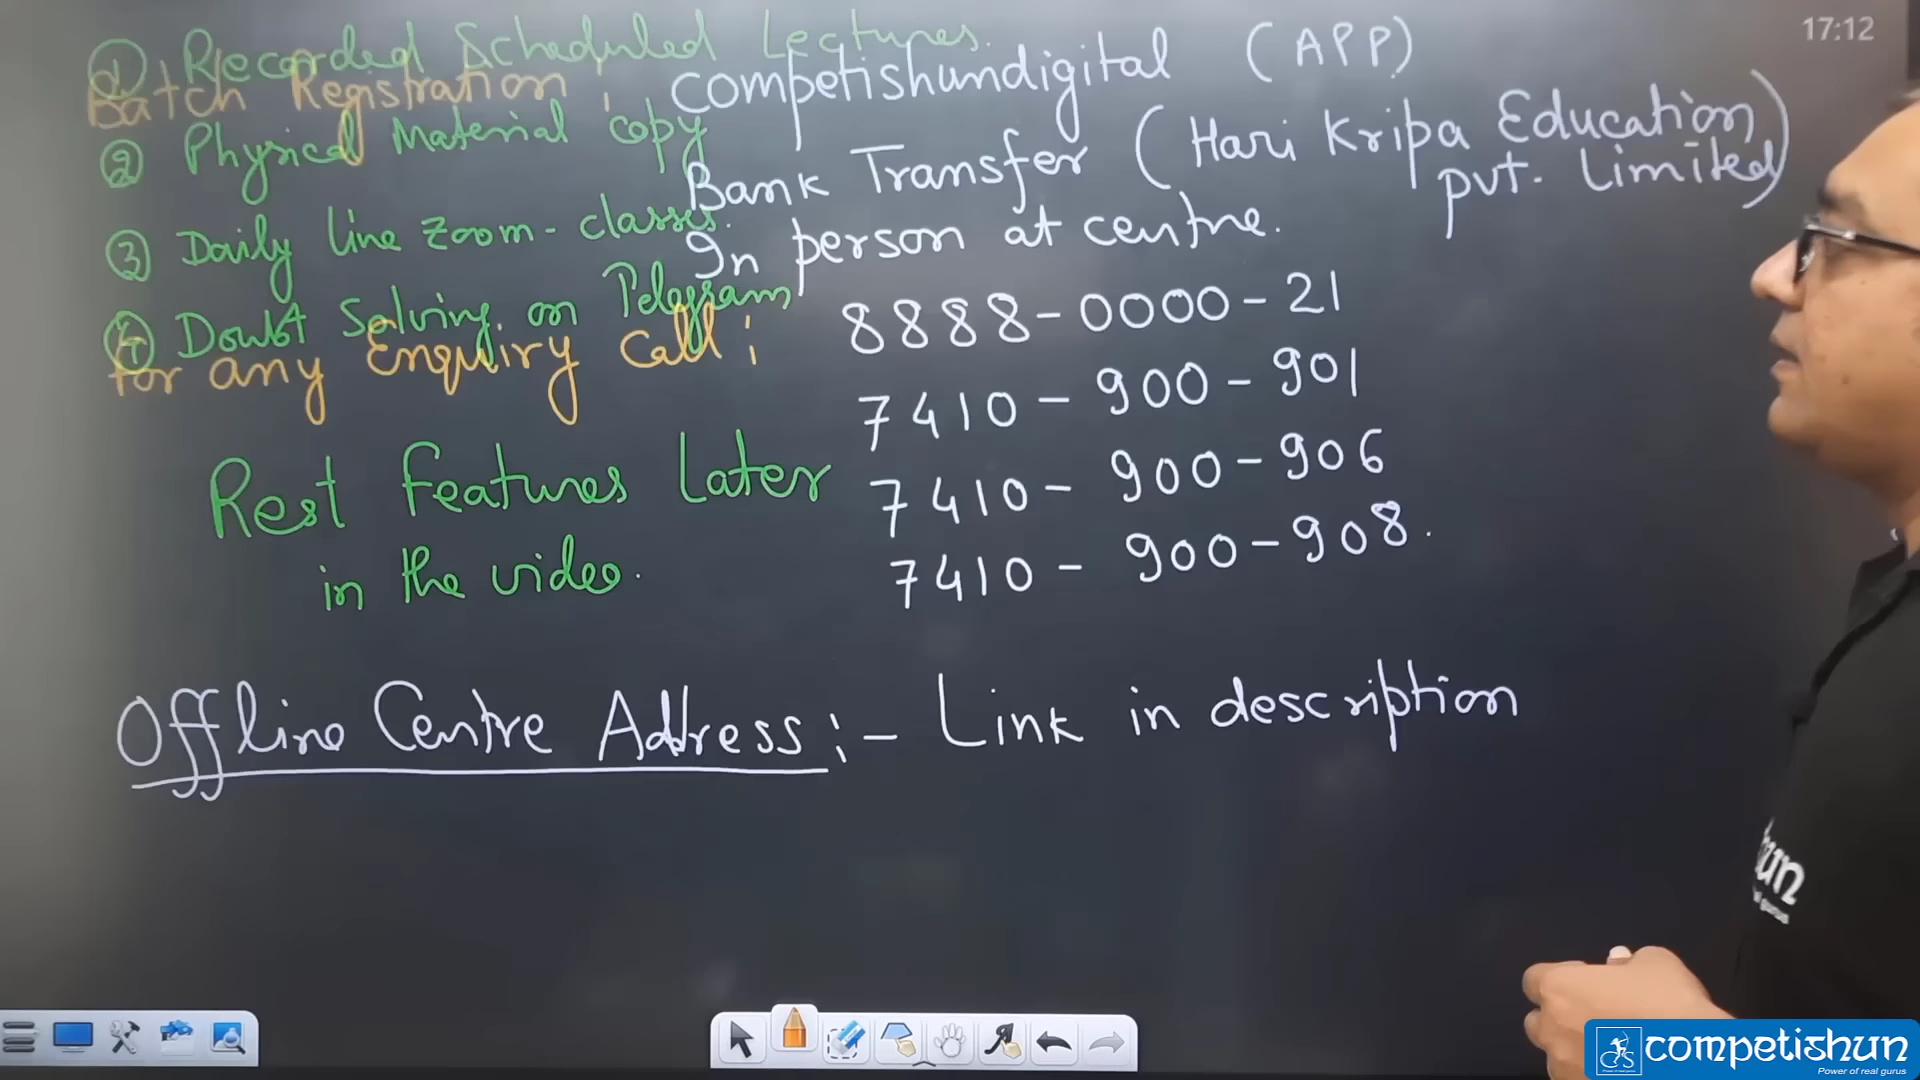 17:12
① Recorded Scheduled Lectures.
Batch Registration : Competishundigital (APP)
② Physical Material copy
Bank Transfer (Hari Kripa Education
pvt. Limited)
③ Daily Line Zoom-classes.
In person at centre.
④ Doubt Solving on Telegram
For any Enquiry Call : 8888-0000-21
7410-900-901
Rest Features Later
7410-900-906
in the video.
7410-900-908.
Offline Centre Address :- Link in description
un
competishun
Power of real gurus